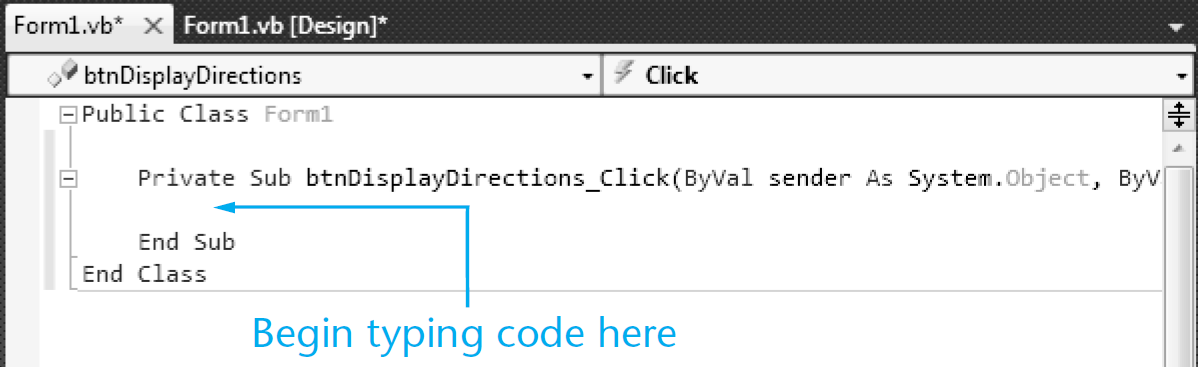 Form1.vb* × Form1.vb [Design]*
btnDisplayDirections Click
Public Class Form1
Private Sub btnDisplayDirections_Click(ByVal sender As System.Object, ByV
End Sub
End Class
Begin typing code here